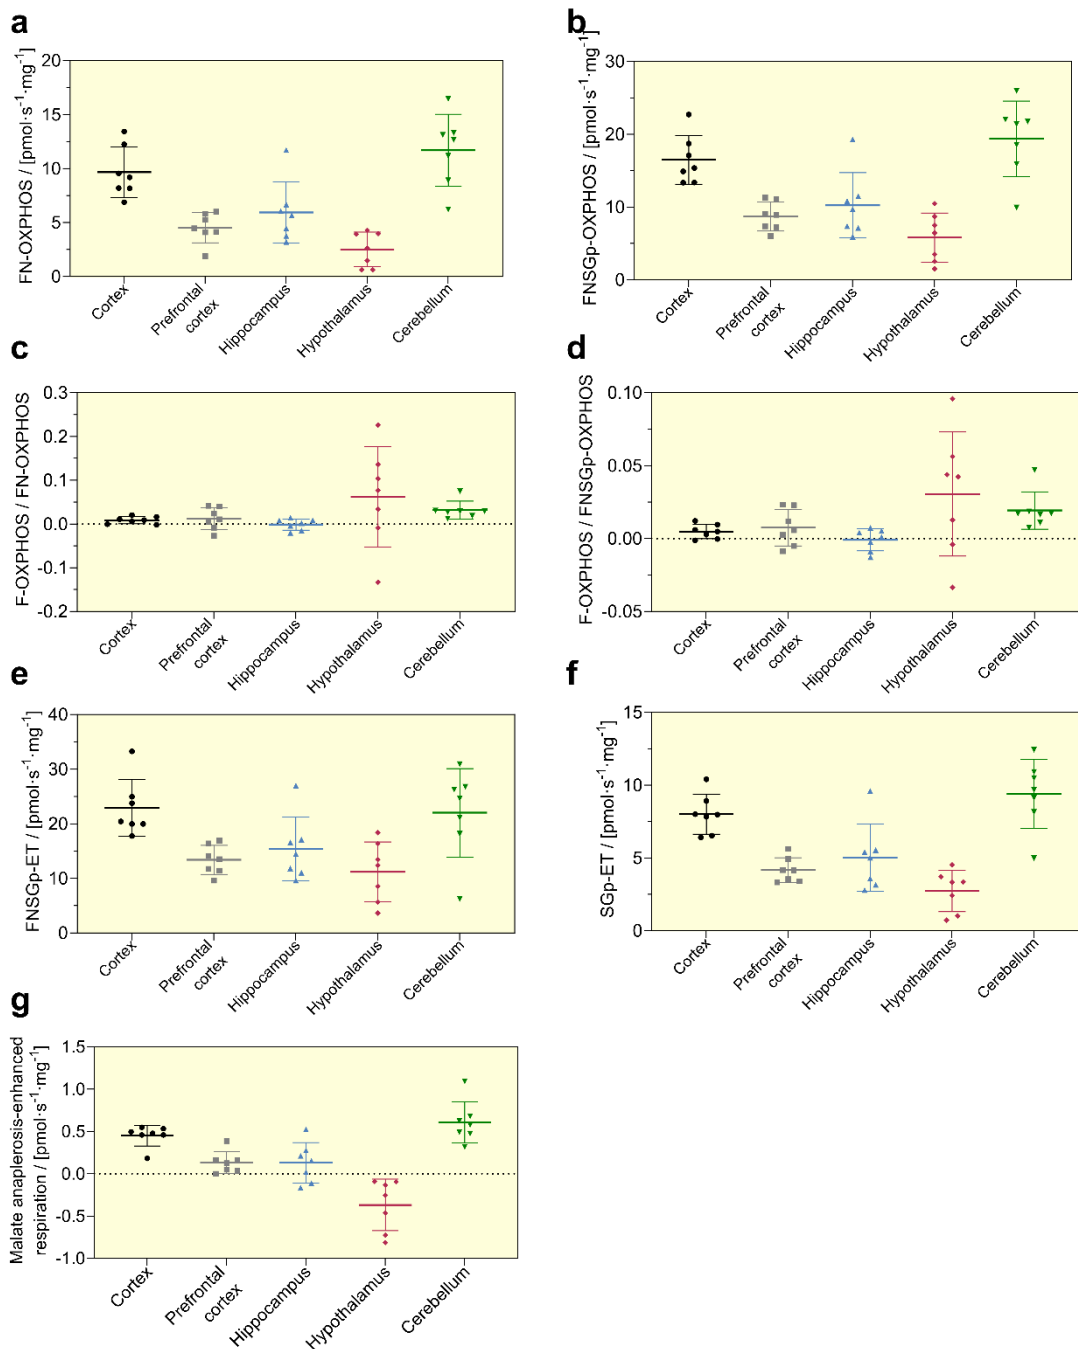 a
FN-OXPHOS / [pmol·s⁻¹·mg⁻¹]
20
15
10
5
0
Cortex
Prefrontal
cortex
Hippocampus
Hypothalamus
Cerebellum
b
FNSGp-OXPHOS / [pmol·s⁻¹·mg⁻¹]
30
20
10
0
Cortex
Prefrontal
cortex
Hippocampus
Hypothalamus
Cerebellum
c
F-OXPHOS / FN-OXPHOS
0.3
0.2
0.1
0.0
-0.1
-0.2
Cortex
Prefrontal
cortex
Hippocampus
Hypothalamus
Cerebellum
d
F-OXPHOS / FNSGp-OXPHOS
0.10
0.05
0.00
-0.05
Cortex
Prefrontal
cortex
Hippocampus
Hypothalamus
Cerebellum
e
FNSGp-ET / [pmol·s⁻¹·mg⁻¹]
40
30
20
10
0
Cortex
Prefrontal
cortex
Hippocampus
Hypothalamus
Cerebellum
f
SGp-ET / [pmol·s⁻¹·mg⁻¹]
15
10
5
0
Cortex
Prefrontal
cortex
Hippocampus
Hypothalamus
Cerebellum
g
Malate anaplerosis-enhanced
respiration / [pmol·s⁻¹·mg⁻¹]
1.5
1.0
0.5
0.0
-0.5
-1.0
Cortex
Prefrontal
cortex
Hippocampus
Hypothalamus
Cerebellum